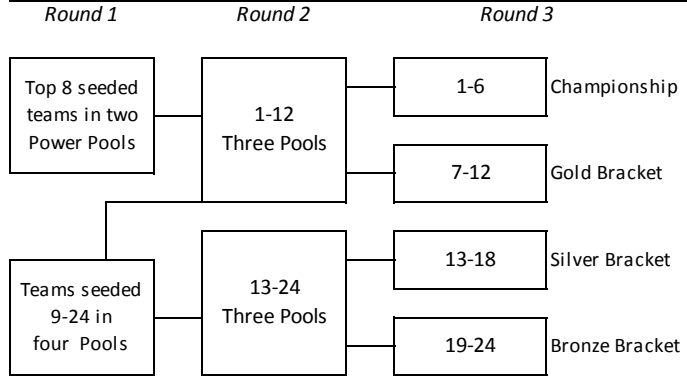 Round 1
Round 2
Round 3
Top 8 seeded
teams in two
Power Pools
1-12
Three Pools
1-6
Championship
7-12
Gold Bracket
Teams seeded
9-24 in
four Pools
13-24
Three Pools
13-18
Silver Bracket
19-24
Bronze Bracket